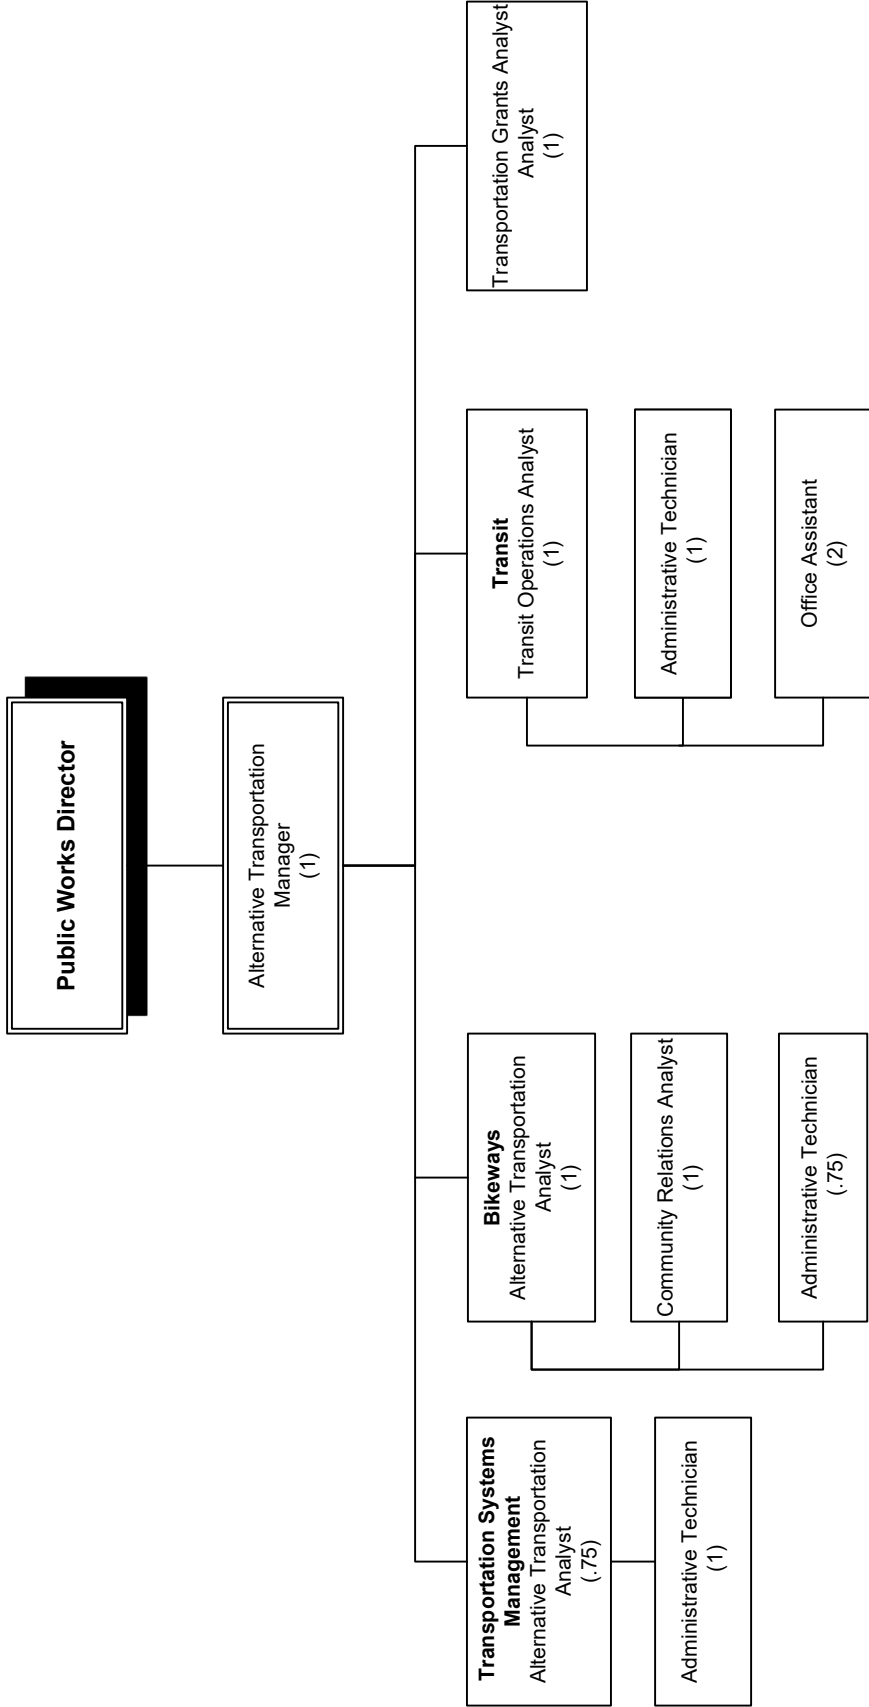 Public Works Director
Alternative Transportation
Manager
(1)
Transportation Systems
Management
Alternative Transportation
Analyst
(.75)
Administrative Technician
(1)
Bikeways
Alternative Transportation
Analyst
(1)
Community Relations Analyst
(1)
Administrative Technician
(.75)
Transit
Transit Operations Analyst
(1)
Administrative Technician
(1)
Office Assistant
(2)
Transportation Grants Analyst
Analyst
(1)